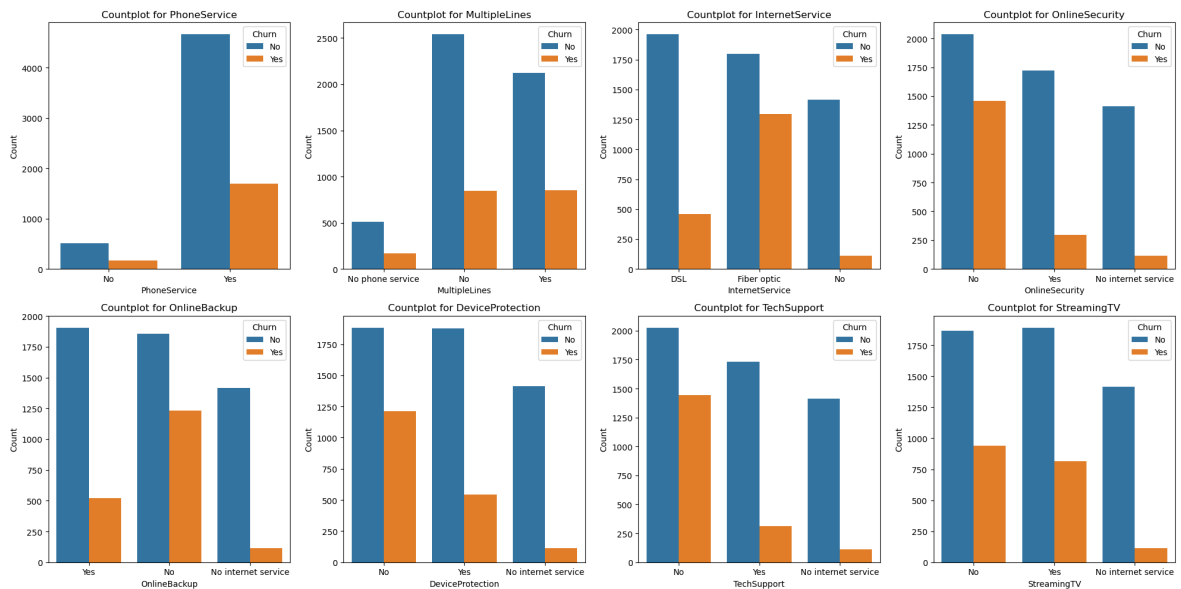 Countplot for PhoneService
Churn
No
Yes
4000
3000
2000
1000
0
Count
No Yes
PhoneService
Countplot for MultipleLines
Churn
No
Yes
2500
2000
1500
1000
500
0
Count
No phone service No Yes
MultipleLines
Countplot for InternetService
Churn
No
Yes
2000
1750
1500
1250
1000
750
500
250
0
Count
DSL Fiber optic No
InternetService
Countplot for OnlineSecurity
Churn
No
Yes
2000
1750
1500
1250
1000
750
500
250
0
Count
No Yes No internet service
OnlineSecurity
Countplot for OnlineBackup
Churn
No
Yes
2000
1750
1500
1250
1000
750
500
250
0
Count
Yes No No internet service
OnlineBackup
Countplot for DeviceProtection
Churn
No
Yes
1750
1500
1250
1000
750
500
250
0
Count
No Yes No internet service
DeviceProtection
Countplot for TechSupport
Churn
No
Yes
2000
1750
1500
1250
1000
750
500
250
0
Count
No Yes No internet service
TechSupport
Countplot for StreamingTV
Churn
No
Yes
1750
1500
1250
1000
750
500
250
0
Count
No Yes No internet service
StreamingTV